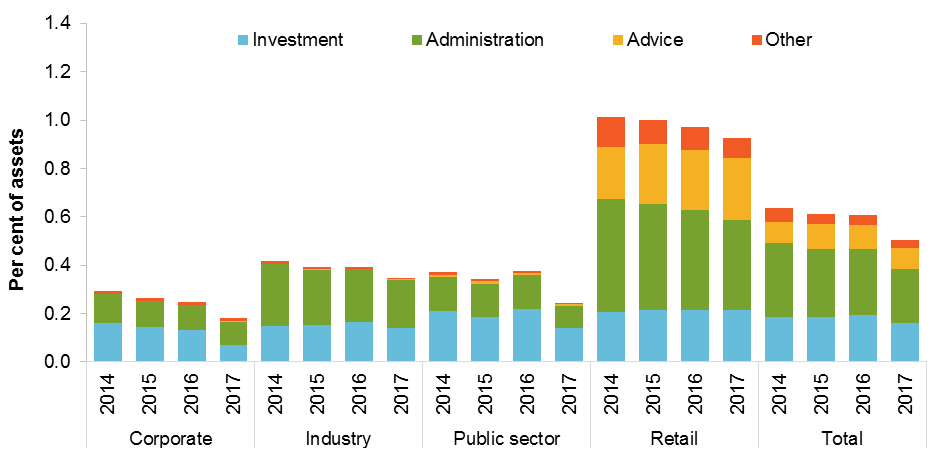 Per cent of assets
1.4
1.2
1.0
0.8
0.6
0.4
0.2
0.0
Investment Administration Advice Other
2014 2015 2016 2017 2014 2015 2016 2017 2014 2015 2016 2017 2014 2015 2016 2017 2014 2015 2016 2017
Corporate Industry Public sector Retail Total